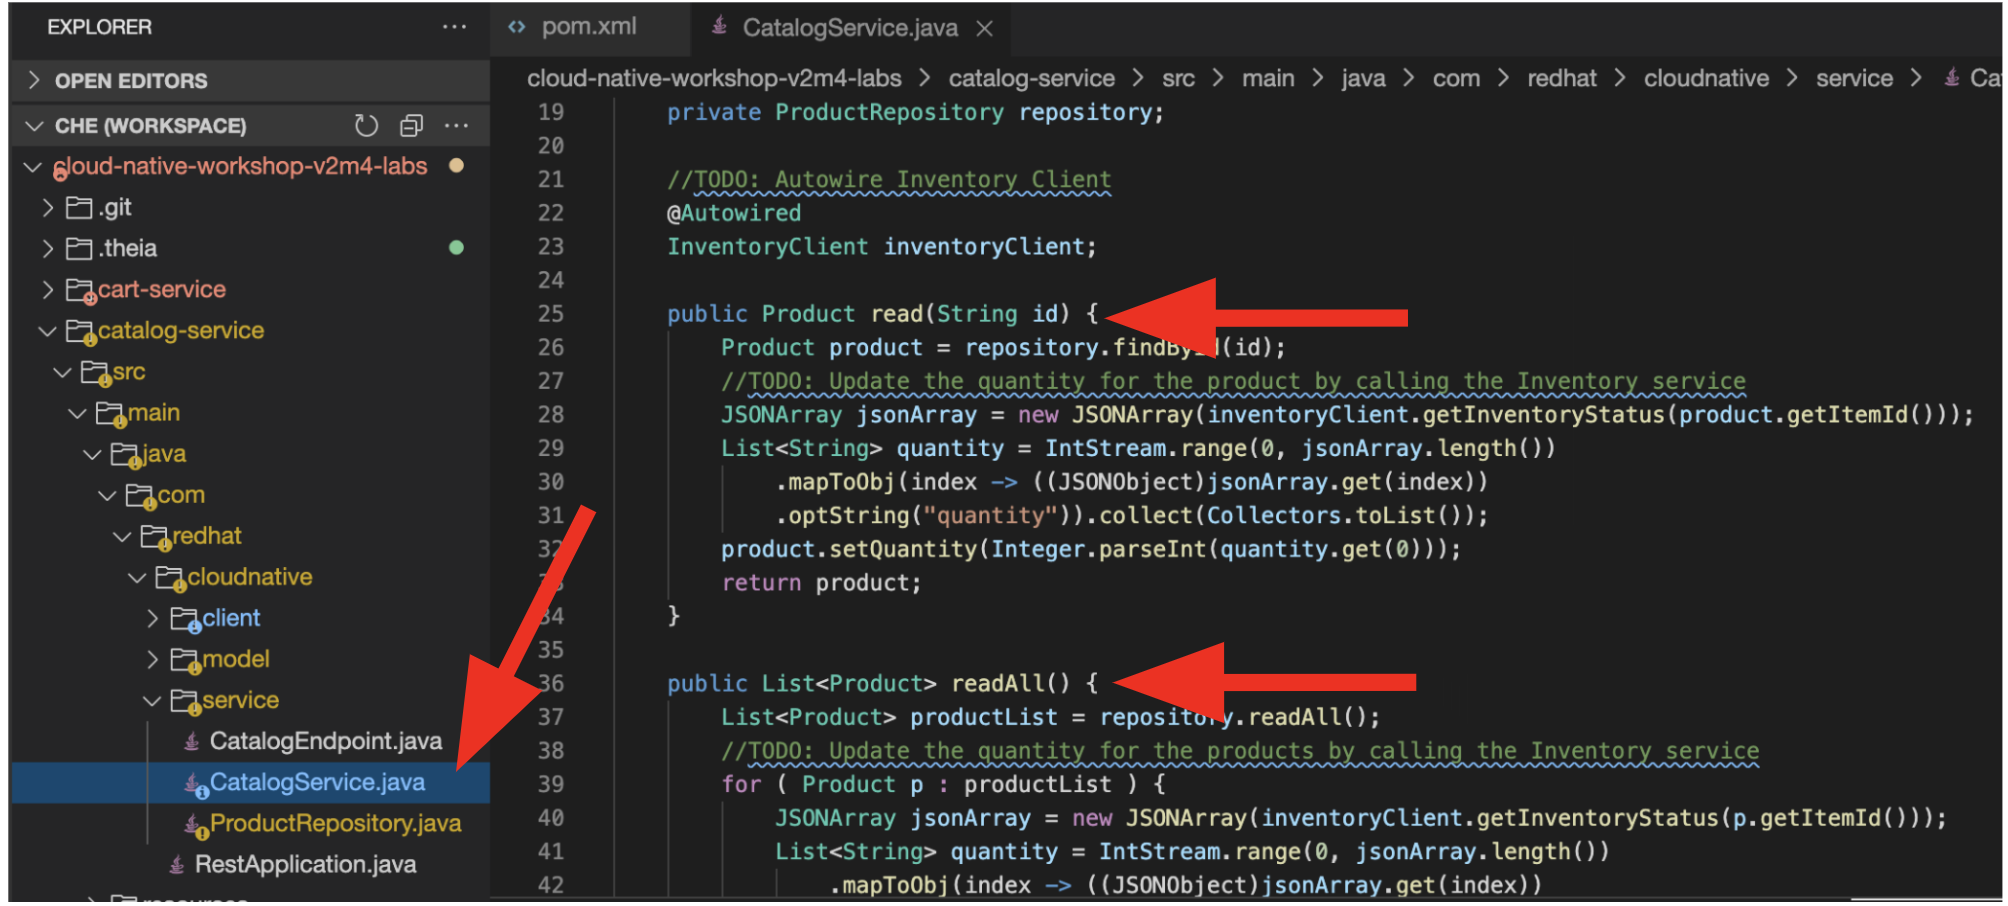 EXPLORER ...
OPEN EDITORS
CHE (WORKSPACE) ...
cloud-native-workshop-v2m4-labs
.git
.theia
cart-service
catalog-service
src
main
java
com
redhat
cloudnative
client
model
service
CatalogEndpoint.java
CatalogService.java
ProductRepository.java
RestApplication.java
resources
pom.xml CatalogService.java
cloud-native-workshop-v2m4-labs > catalog-service > src > main > java > com > redhat > cloudnative > service > Ca
19 private ProductRepository repository;
20
21 //TODO: Autowire Inventory Client
22 @Autowired
23 InventoryClient inventoryClient;
24
25 public Product read(String id) {
26 Product product = repository.findById(id);
27 //TODO: Update the quantity for the product by calling the Inventory service
28 JSONArray jsonArray = new JSONArray(inventoryClient.getInventoryStatus(product.getItemId()));
29 List<String> quantity = IntStream.range(0, jsonArray.length())
30 .mapToObj(index -> ((JSONObject)jsonArray.get(index))
31 .optString("quantity")).collect(Collectors.toList());
32 product.setQuantity(Integer.parseInt(quantity.get(0)));
33 return product;
34 }
35
36 public List<Product> readAll() {
37 List<Product> productList = repository.readAll();
38 //TODO: Update the quantity for the products by calling the Inventory service
39 for ( Product p : productList ) {
40 JSONArray jsonArray = new JSONArray(inventoryClient.getInventoryStatus(p.getItemId()));
41 List<String> quantity = IntStream.range(0, jsonArray.length())
42 .mapToObj(index -> ((JSONObject)jsonArray.get(index))